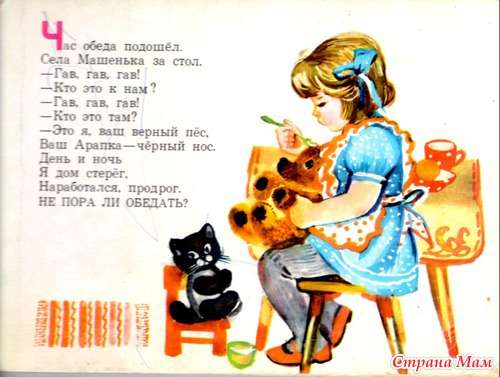 Час обеда подошёл.
Села Машенька за стол.
—Гав, гав, гав!
—Кто это к нам?
—Гав, гав, гав!
—Кто это там?
—Это я, ваш верный пёс,
Ваш Арапка—чёрный нос.
День и ночь
Я дом стерёг,
Наработался, продрог.
НЕ ПОРА ЛИ ОБЕДАТЬ?
Страна Мам